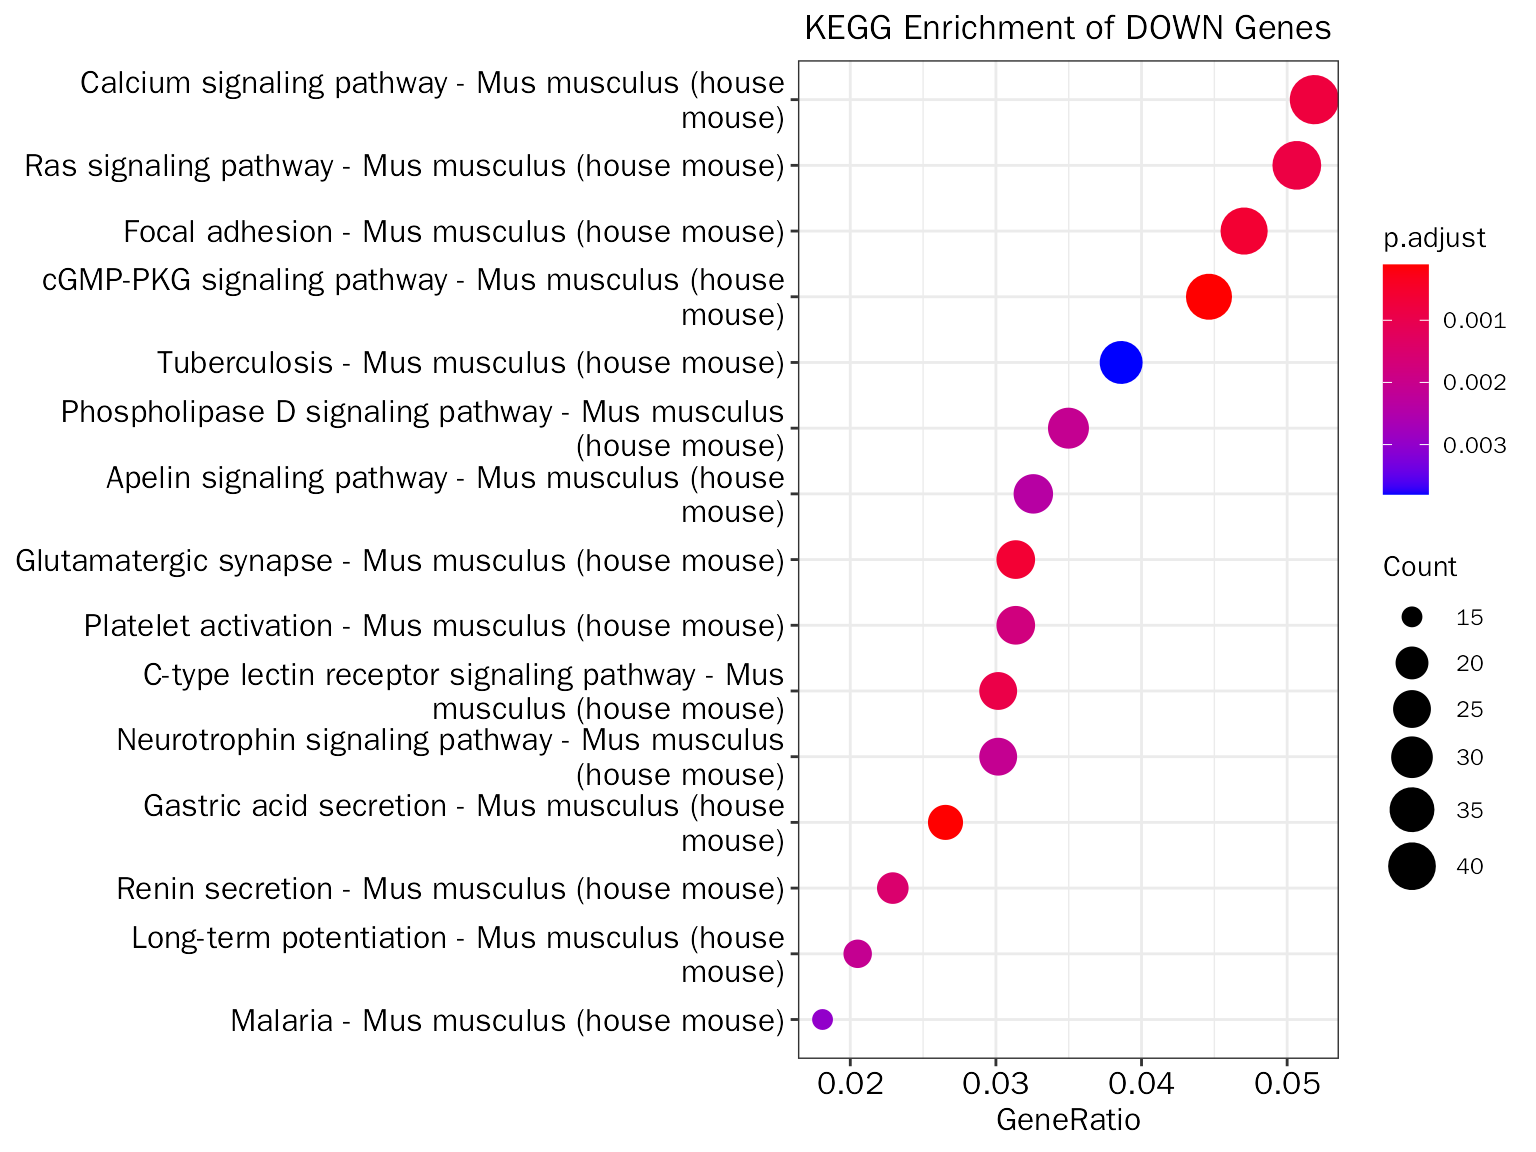 KEGG Enrichment of DOWN Genes
Calcium signaling pathway - Mus musculus (house
mouse)
Ras signaling pathway - Mus musculus (house mouse)
Focal adhesion - Mus musculus (house mouse)
cGMP-PKG signaling pathway - Mus musculus (house
mouse)
Tuberculosis - Mus musculus (house mouse)
Phospholipase D signaling pathway - Mus musculus
(house mouse)
Apelin signaling pathway - Mus musculus (house
mouse)
Glutamatergic synapse - Mus musculus (house mouse)
Platelet activation - Mus musculus (house mouse)
C-type lectin receptor signaling pathway - Mus
musculus (house mouse)
Neurotrophin signaling pathway - Mus musculus
(house mouse)
Gastric acid secretion - Mus musculus (house
mouse)
Renin secretion - Mus musculus (house mouse)
Long-term potentiation - Mus musculus (house
mouse)
Malaria - Mus musculus (house mouse)
0.02 0.03 0.04 0.05
GeneRatio
p.adjust
0.001
0.002
0.003
Count
15
20
25
30
35
40